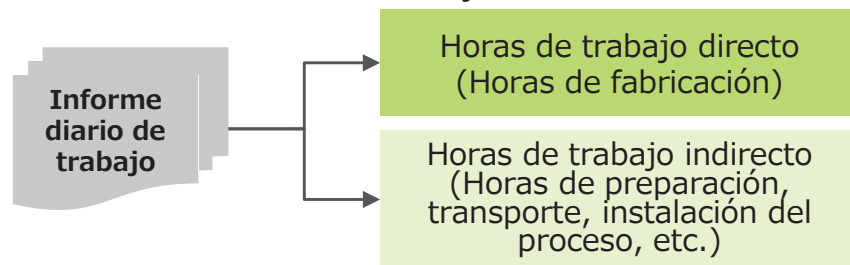 Informe
diario de
trabajo
Horas de trabajo directo
(Horas de fabricación)
Horas de trabajo indirecto
(Horas de preparación,
transporte, instalación del
proceso, etc.)